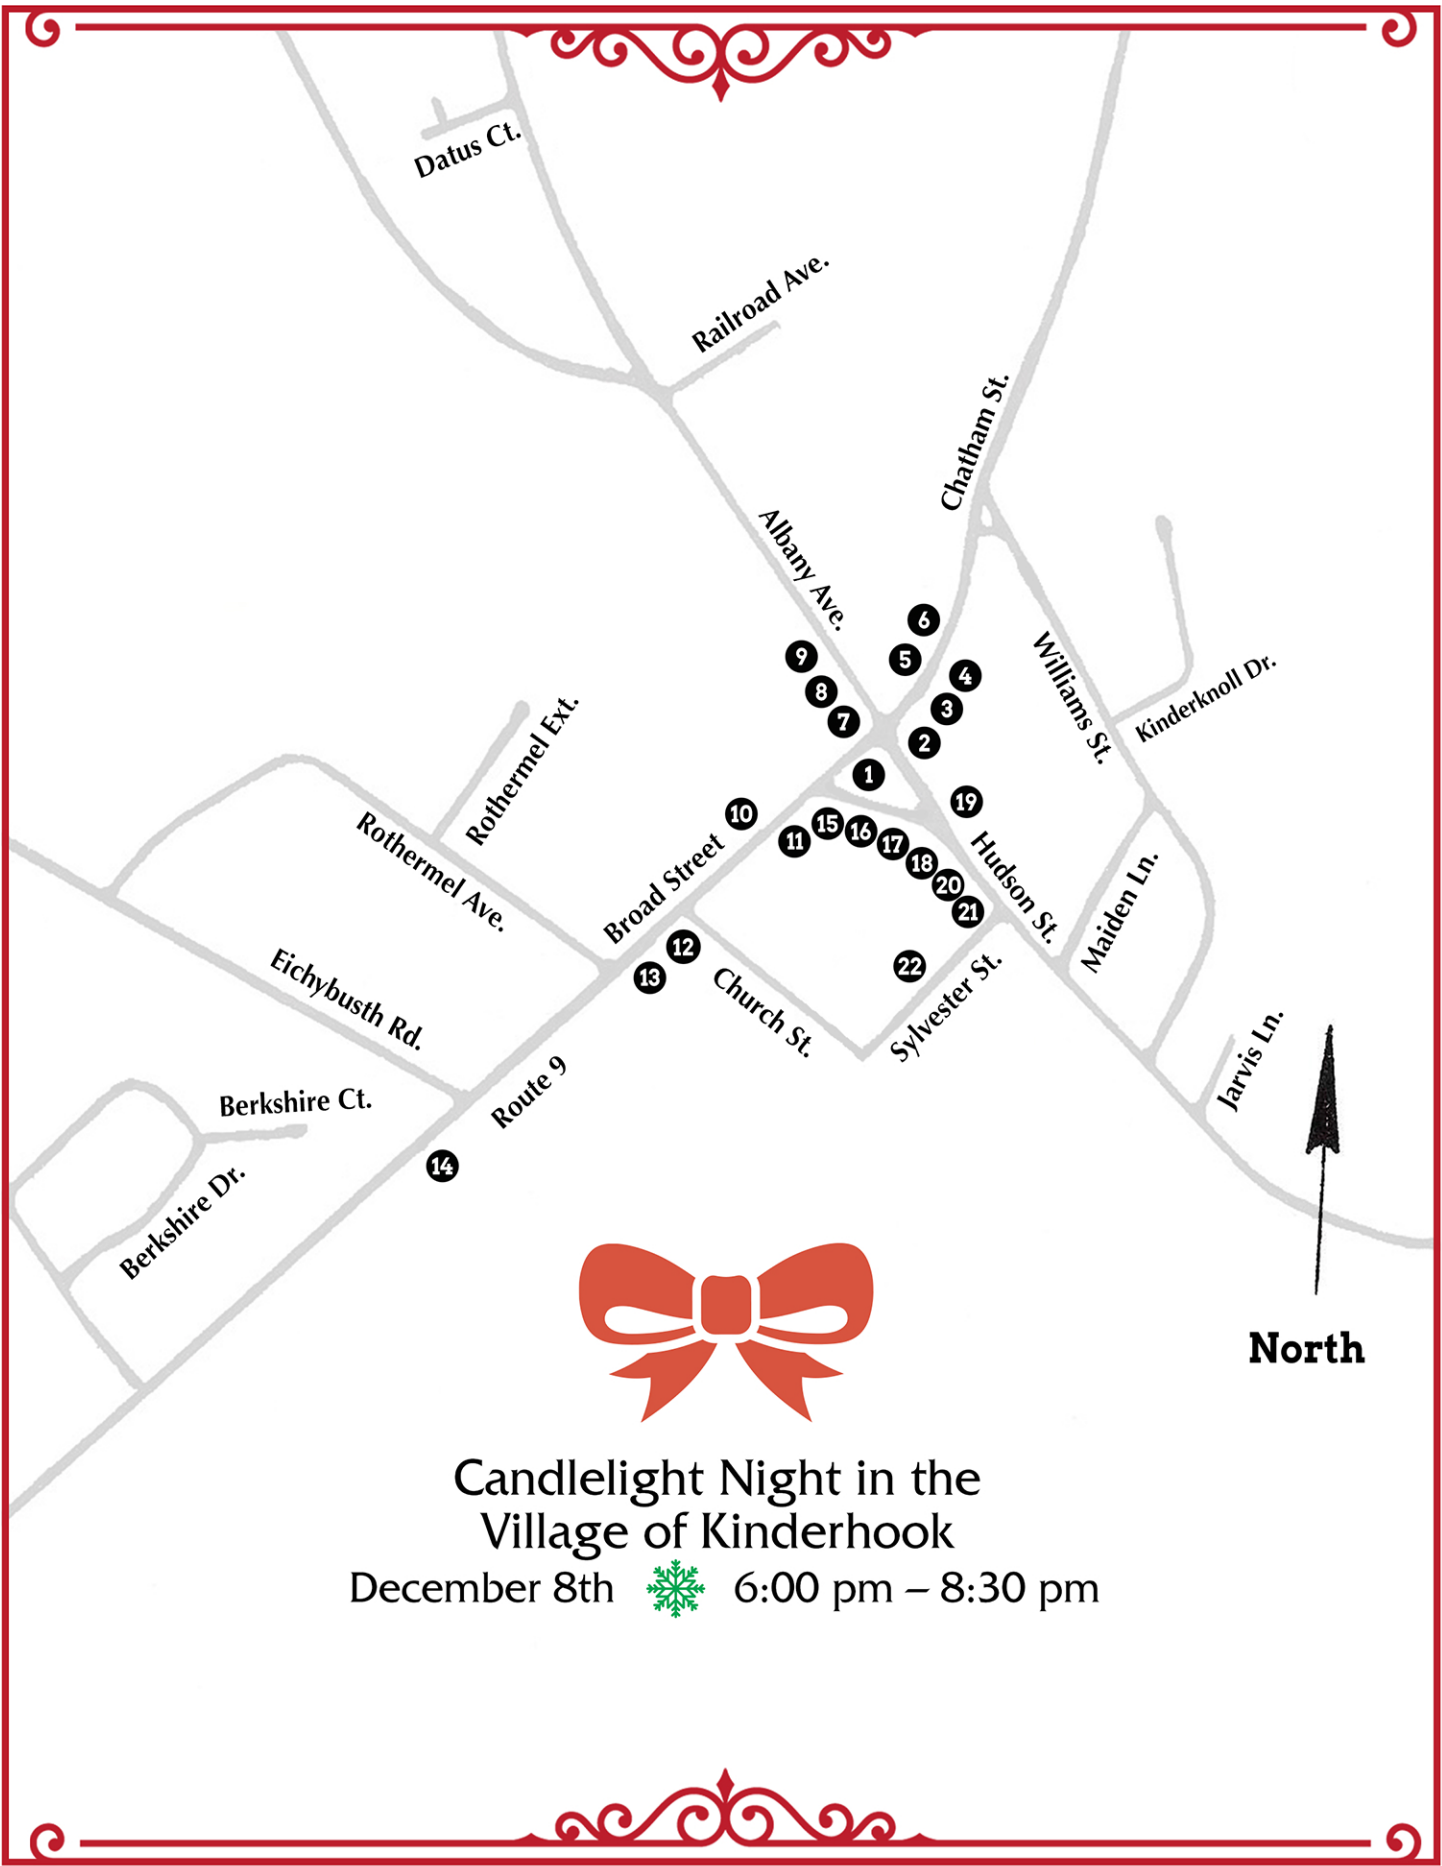 Datus Ct.
Railroad Ave.
Chatham St.
Albany Ave.
6
9
5
4
8
3
7
2
Williams St.
Kinderknoll Dr.
Rothermel Ext.
1
19
10
15
16
11
17
18
20
21
Rothermel Ave.
Broad Street
Hudson St.
Maiden Ln.
12
13
22
Church St.
Sylvester St.
Eichybusth Rd.
Jarvis Ln.
Berkshire Ct.
Route 9
14
Berkshire Dr.
North
Candlelight Night in the
Village of Kinderhook
December 8th 6:00 pm – 8:30 pm